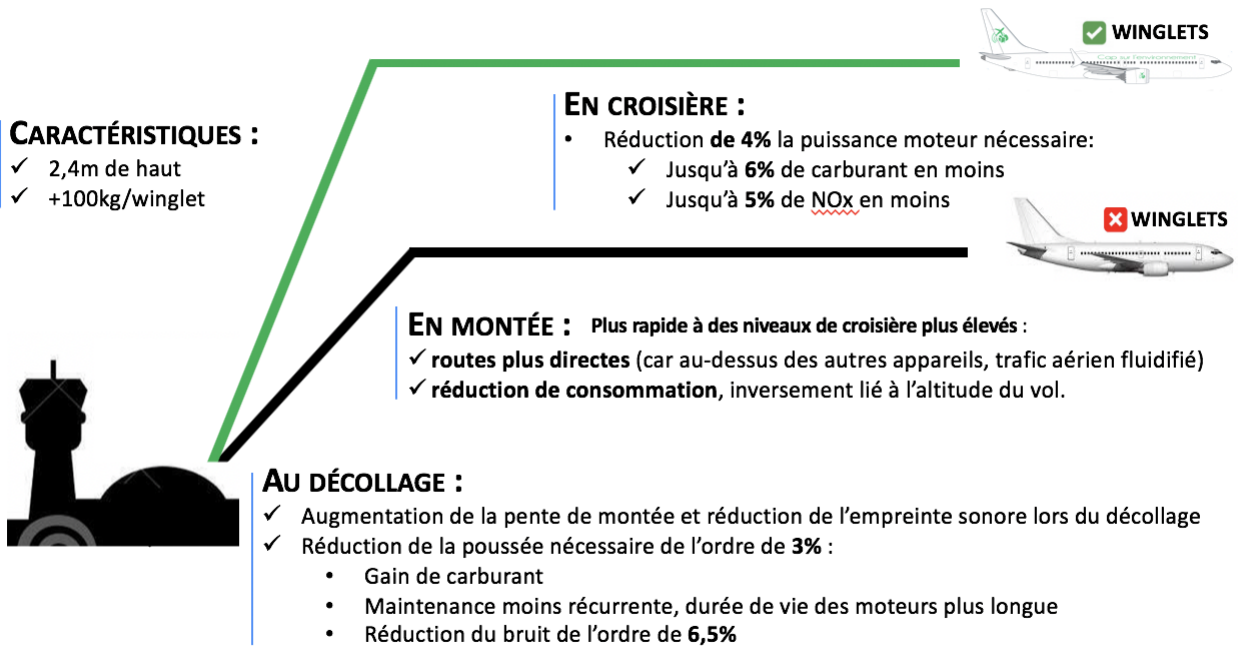 WINGLETS
Cap sur l'environnement
EN CROISIÈRE :
• Réduction de 4% la puissance moteur nécessaire:
✓ Jusqu'à 6% de carburant en moins
✓ Jusqu'à 5% de NOx en moins
CARACTÉRISTIQUES :
✓ 2,4m de haut
✓ +100kg/winglet
WINGLETS
EN MONTÉE : Plus rapide à des niveaux de croisière plus élevés :
✓ routes plus directes (car au-dessus des autres appareils, trafic aérien fluidifié)
✓ réduction de consommation, inversement lié à l'altitude du vol.
AU DÉCOLLAGE :
✓ Augmentation de la pente de montée et réduction de l'empreinte sonore lors du décollage
✓ Réduction de la poussée nécessaire de l'ordre de 3% :
• Gain de carburant
• Maintenance moins récurrente, durée de vie des moteurs plus longue
• Réduction du bruit de l'ordre de 6,5%